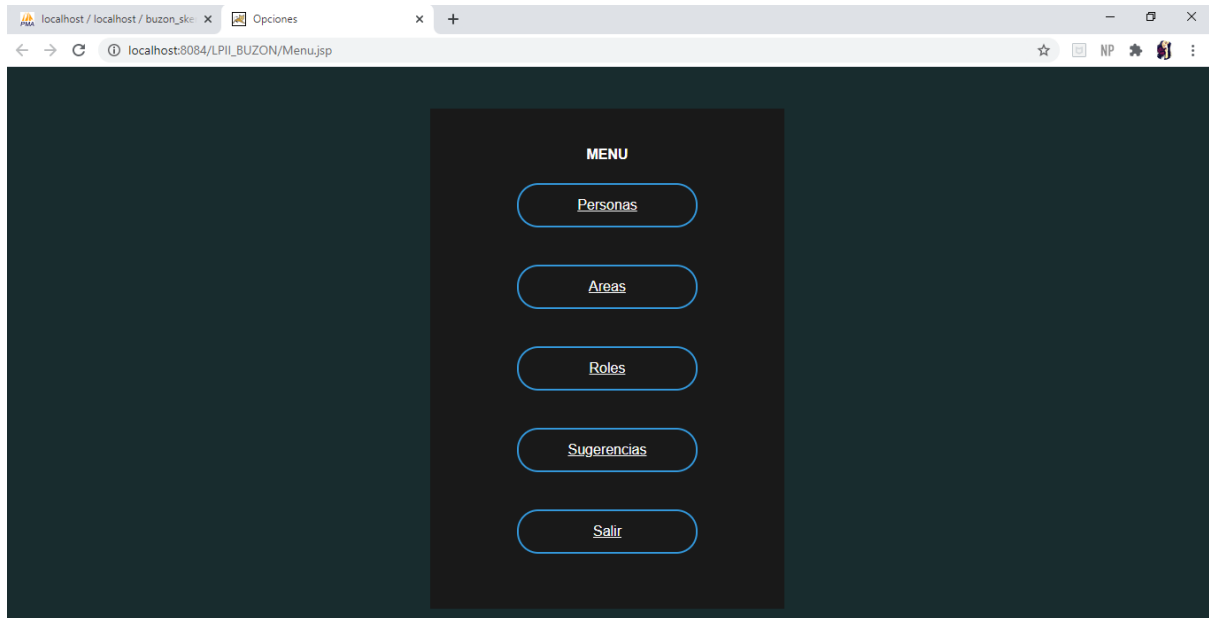 localhost / localhost / buzon_ske
Opciones
localhost:8084/LPII_BUZON/Menu.jsp
NP
MENU
Personas
Areas
Roles
Sugerencias
Salir